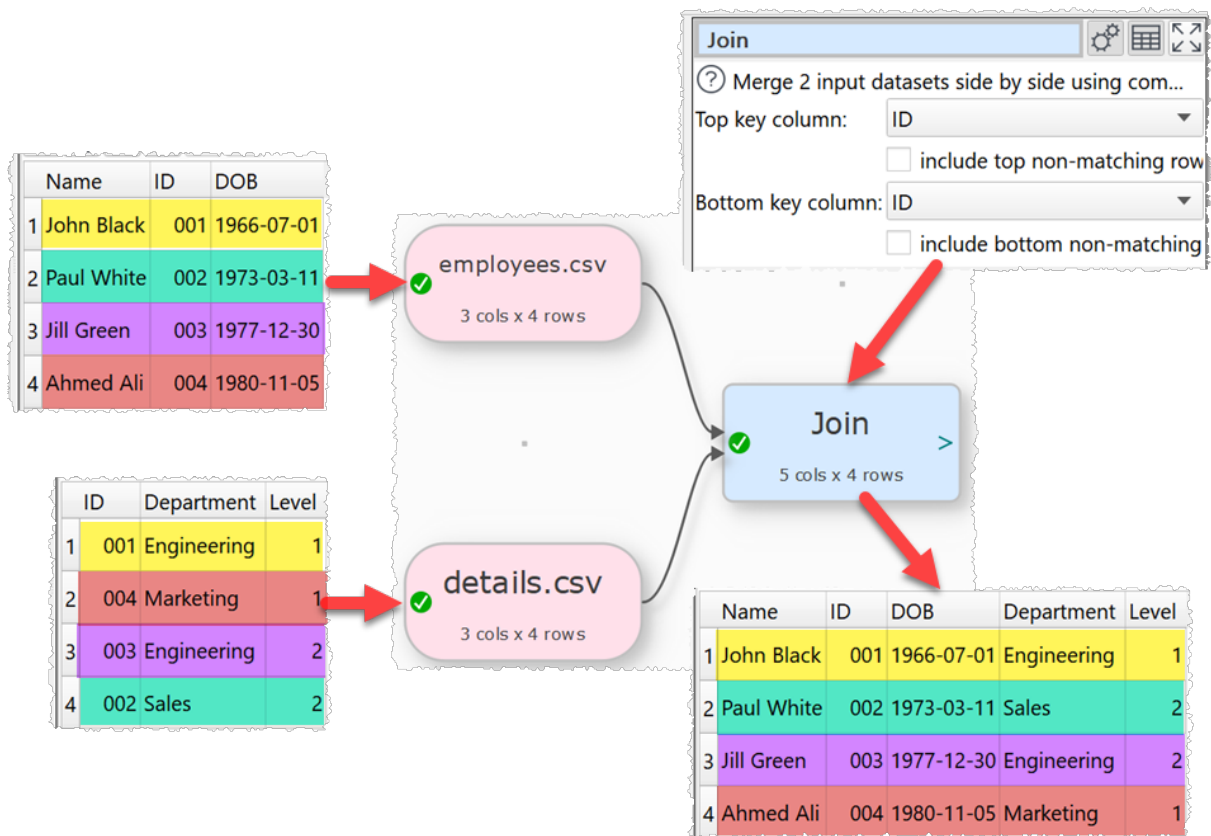 Join
? Merge 2 input datasets side by side using com...
Top key column: ID
include top non-matching row
Bottom key column: ID
include bottom non-matching
Name ID DOB
1 John Black 001 1966-07-01
2 Paul White 002 1973-03-11
3 Jill Green 003 1977-12-30
4 Ahmed Ali 004 1980-11-05
employees.csv
3 cols x 4 rows
Join
>
5 cols x 4 rows
ID Department Level
1 001 Engineering 1
2 004 Marketing 1
3 003 Engineering 2
4 002 Sales 2
details.csv
3 cols x 4 rows
Name ID DOB Department Level
1 John Black 001 1966-07-01 Engineering 1
2 Paul White 002 1973-03-11 Sales 2
3 Jill Green 003 1977-12-30 Engineering 2
4 Ahmed Ali 004 1980-11-05 Marketing 1